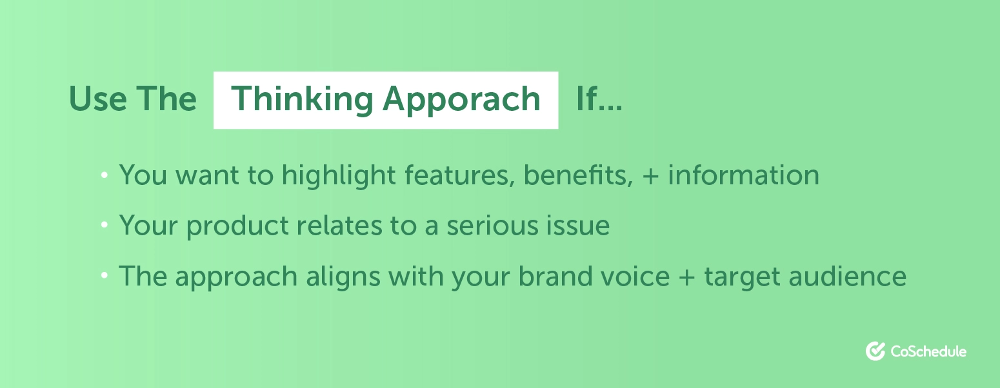 Use The Thinking Apporach If...
• You want to highlight features, benefits, + information
• Your product relates to a serious issue
• The approach aligns with your brand voice + target audience
CoSchedule